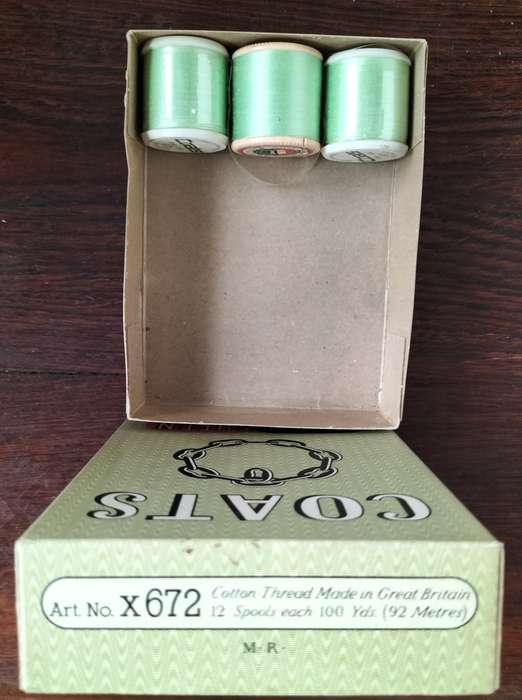 COATS
Art. No. X672
Cotton Thread Made in Great Britain
12 Spools each 100 Yds. (92 Metres)
M·R·